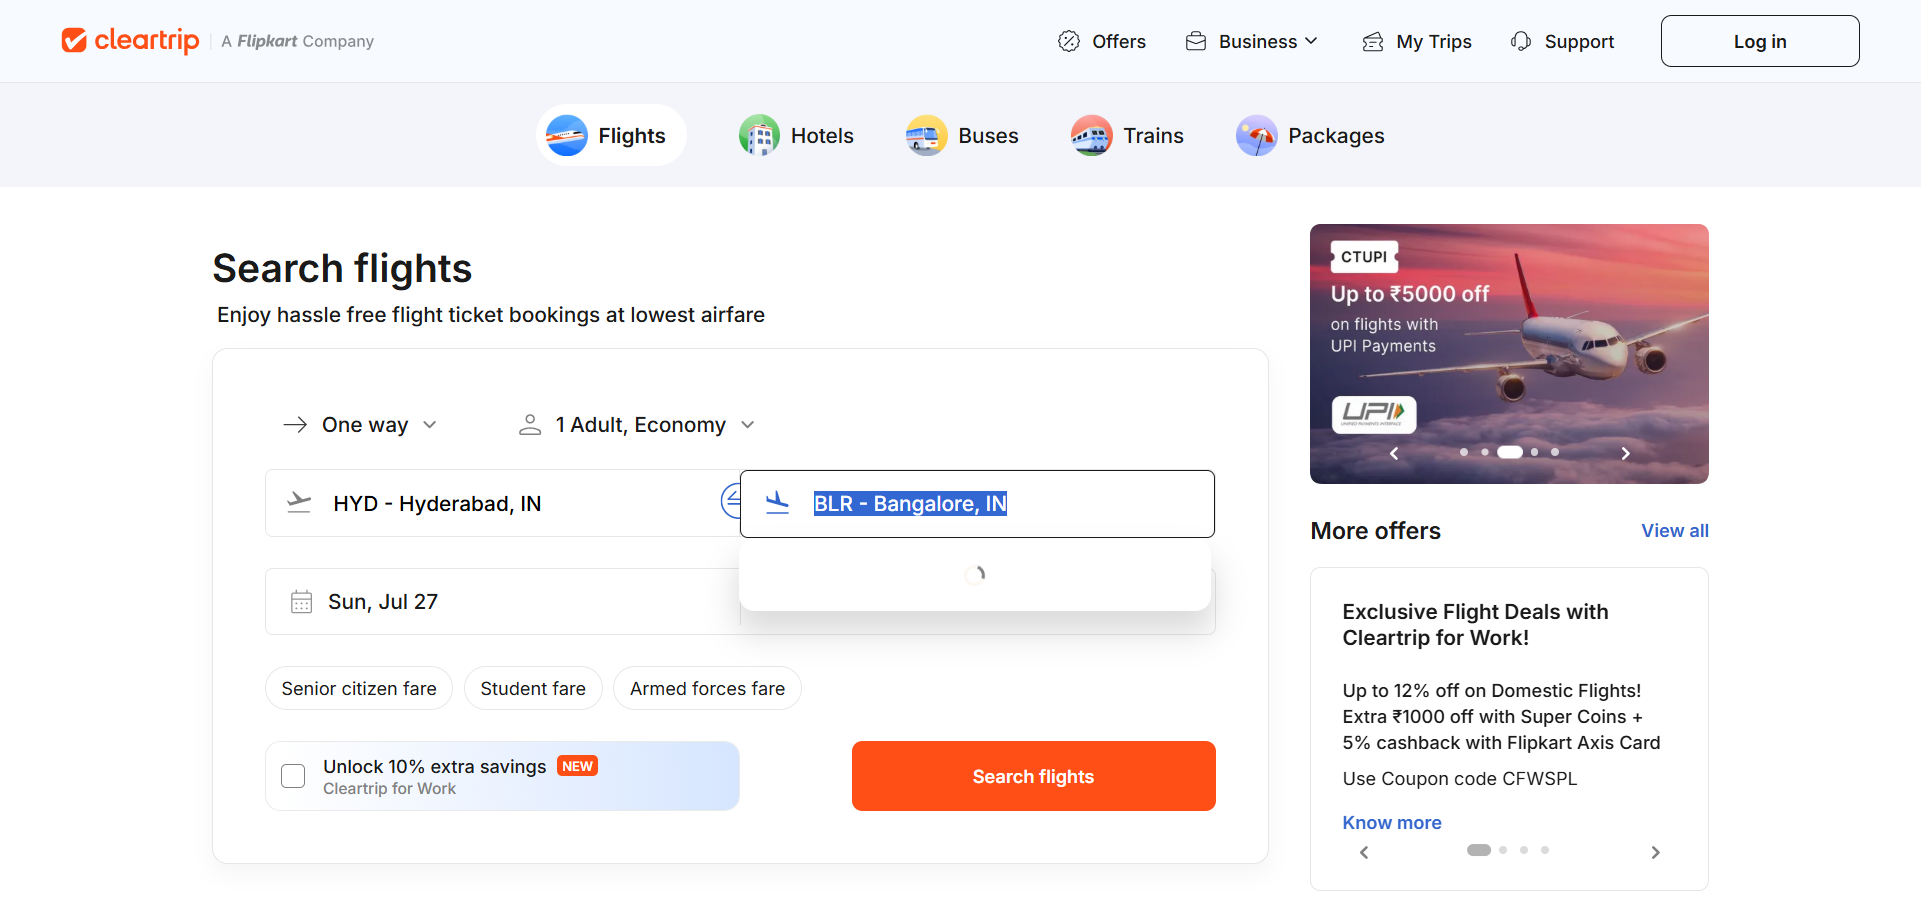 cleartrip
A Flipkart Company
Offers
Business
My Trips
Support
Log in
Flights
Hotels
Buses
Trains
Packages
Search flights
Enjoy hassle free flight ticket bookings at lowest airfare
One way
1 Adult, Economy
HYD - Hyderabad, IN
BLR - Bangalore, IN
Sun, Jul 27
Senior citizen fare
Student fare
Armed forces fare
Unlock 10% extra savings NEW
Cleartrip for Work
Search flights
CTUPI
Up to ₹5000 off
on flights with
UPI Payments
UPI
UNIFIED PAYMENTS INTERFACE
More offers
View all
Exclusive Flight Deals with
Cleartrip for Work!
Up to 12% off on Domestic Flights!
Extra ₹1000 off with Super Coins +
5% cashback with Flipkart Axis Card
Use Coupon code CFWSPL
Know more